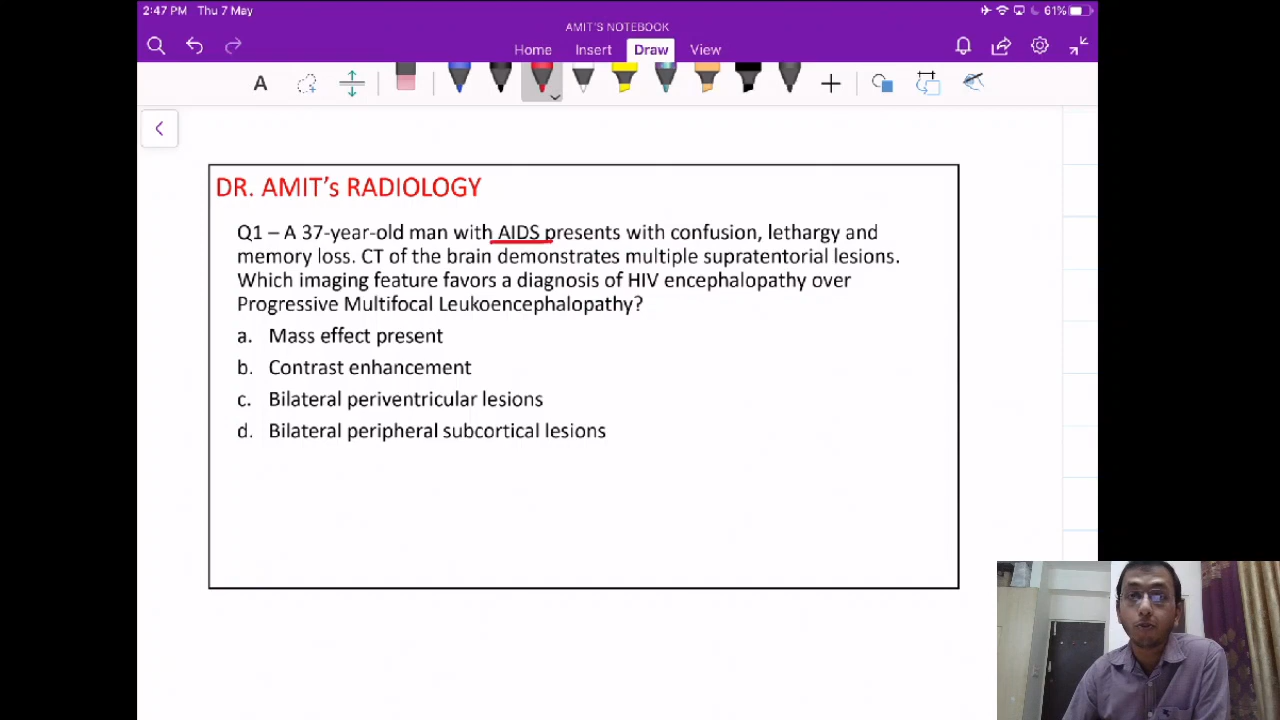 2:47 PM Thu 7 May
61%
AMIT'S NOTEBOOK
Home Insert Draw View
A
DR. AMIT's RADIOLOGY
Q1 – A 37-year-old man with AIDS presents with confusion, lethargy and
memory loss. CT of the brain demonstrates multiple supratentorial lesions.
Which imaging feature favors a diagnosis of HIV encephalopathy over
Progressive Multifocal Leukoencephalopathy?
a. Mass effect present
b. Contrast enhancement
c. Bilateral periventricular lesions
d. Bilateral peripheral subcortical lesions